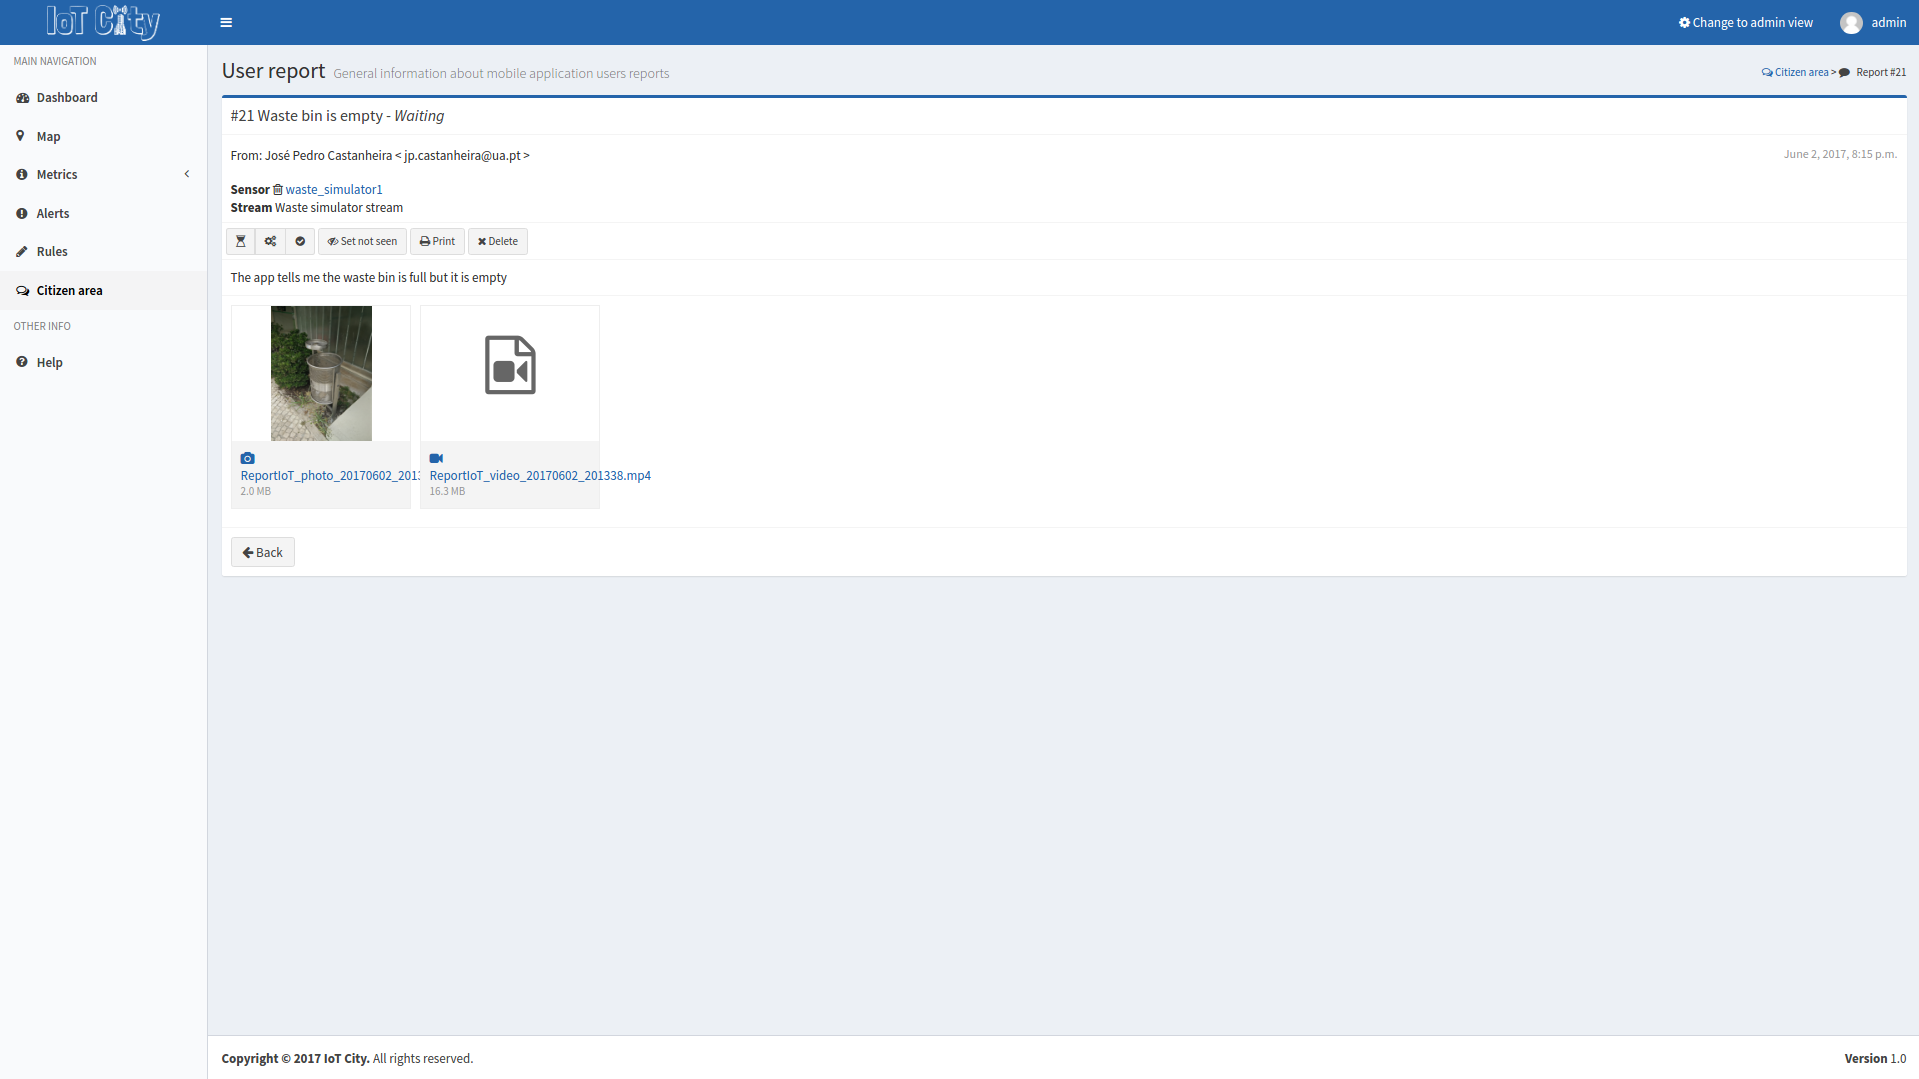 IoT City
Change to admin view
admin
MAIN NAVIGATION
Dashboard
Map
Metrics
Alerts
Rules
Citizen area
OTHER INFO
Help
User report General information about mobile application users reports
Citizen area > Report #21
#21 Waste bin is empty - Waiting
From: José Pedro Castanheira < jp.castanheira@ua.pt >
June 2, 2017, 8:15 p.m.
Sensor waste_simulator1
Stream Waste simulator stream
Set not seen Print Delete
The app tells me the waste bin is full but it is empty
ReportIoT_photo_20170602_201
2.0 MB
ReportIoT_video_20170602_201338.mp4
16.3 MB
Back
Copyright © 2017 IoT City. All rights reserved.
Version 1.0